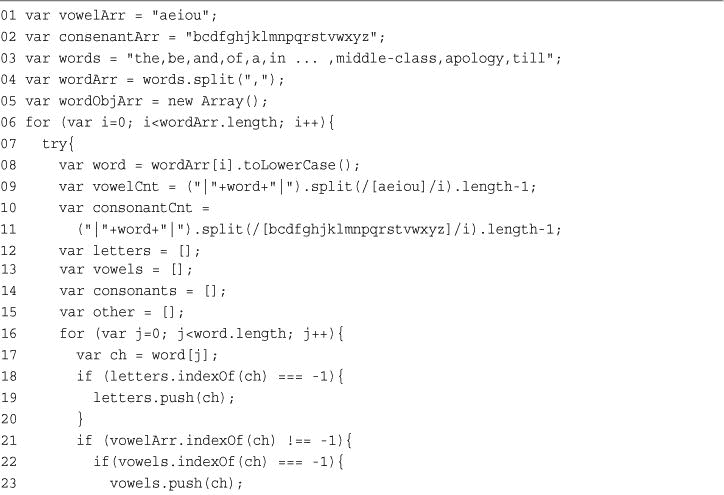 01 var vowelArr = "aeiou";
02 var consenantArr = "bcdfghjklmnpqrstvwxyz";
03 var words = "the,be,and,of,a,in ... ,middle-class,apology,till";
04 var wordArr = words.split(",");
05 var wordObjArr = new Array();
06 for (var i=0; i<wordArr.length; i++){
07   try{
08     var word = wordArr[i].toLowerCase();
09     var vowelCnt = ("|"+word+"|").split(/[aeiou]/i).length-1;
10     var consonantCnt =
11       ("|"+word+"|").split(/[bcdfghjklmnpqrstvwxyz]/i).length-1;
12     var letters = [];
13     var vowels = [];
14     var consonants = [];
15     var other = [];
16     for (var j=0; j<word.length; j++){
17       var ch = word[j];
18       if (letters.indexOf(ch) === -1){
19         letters.push(ch);
20       }
21       if (vowelArr.indexOf(ch) !== -1){
22         if(vowels.indexOf(ch) === -1){
23           vowels.push(ch);